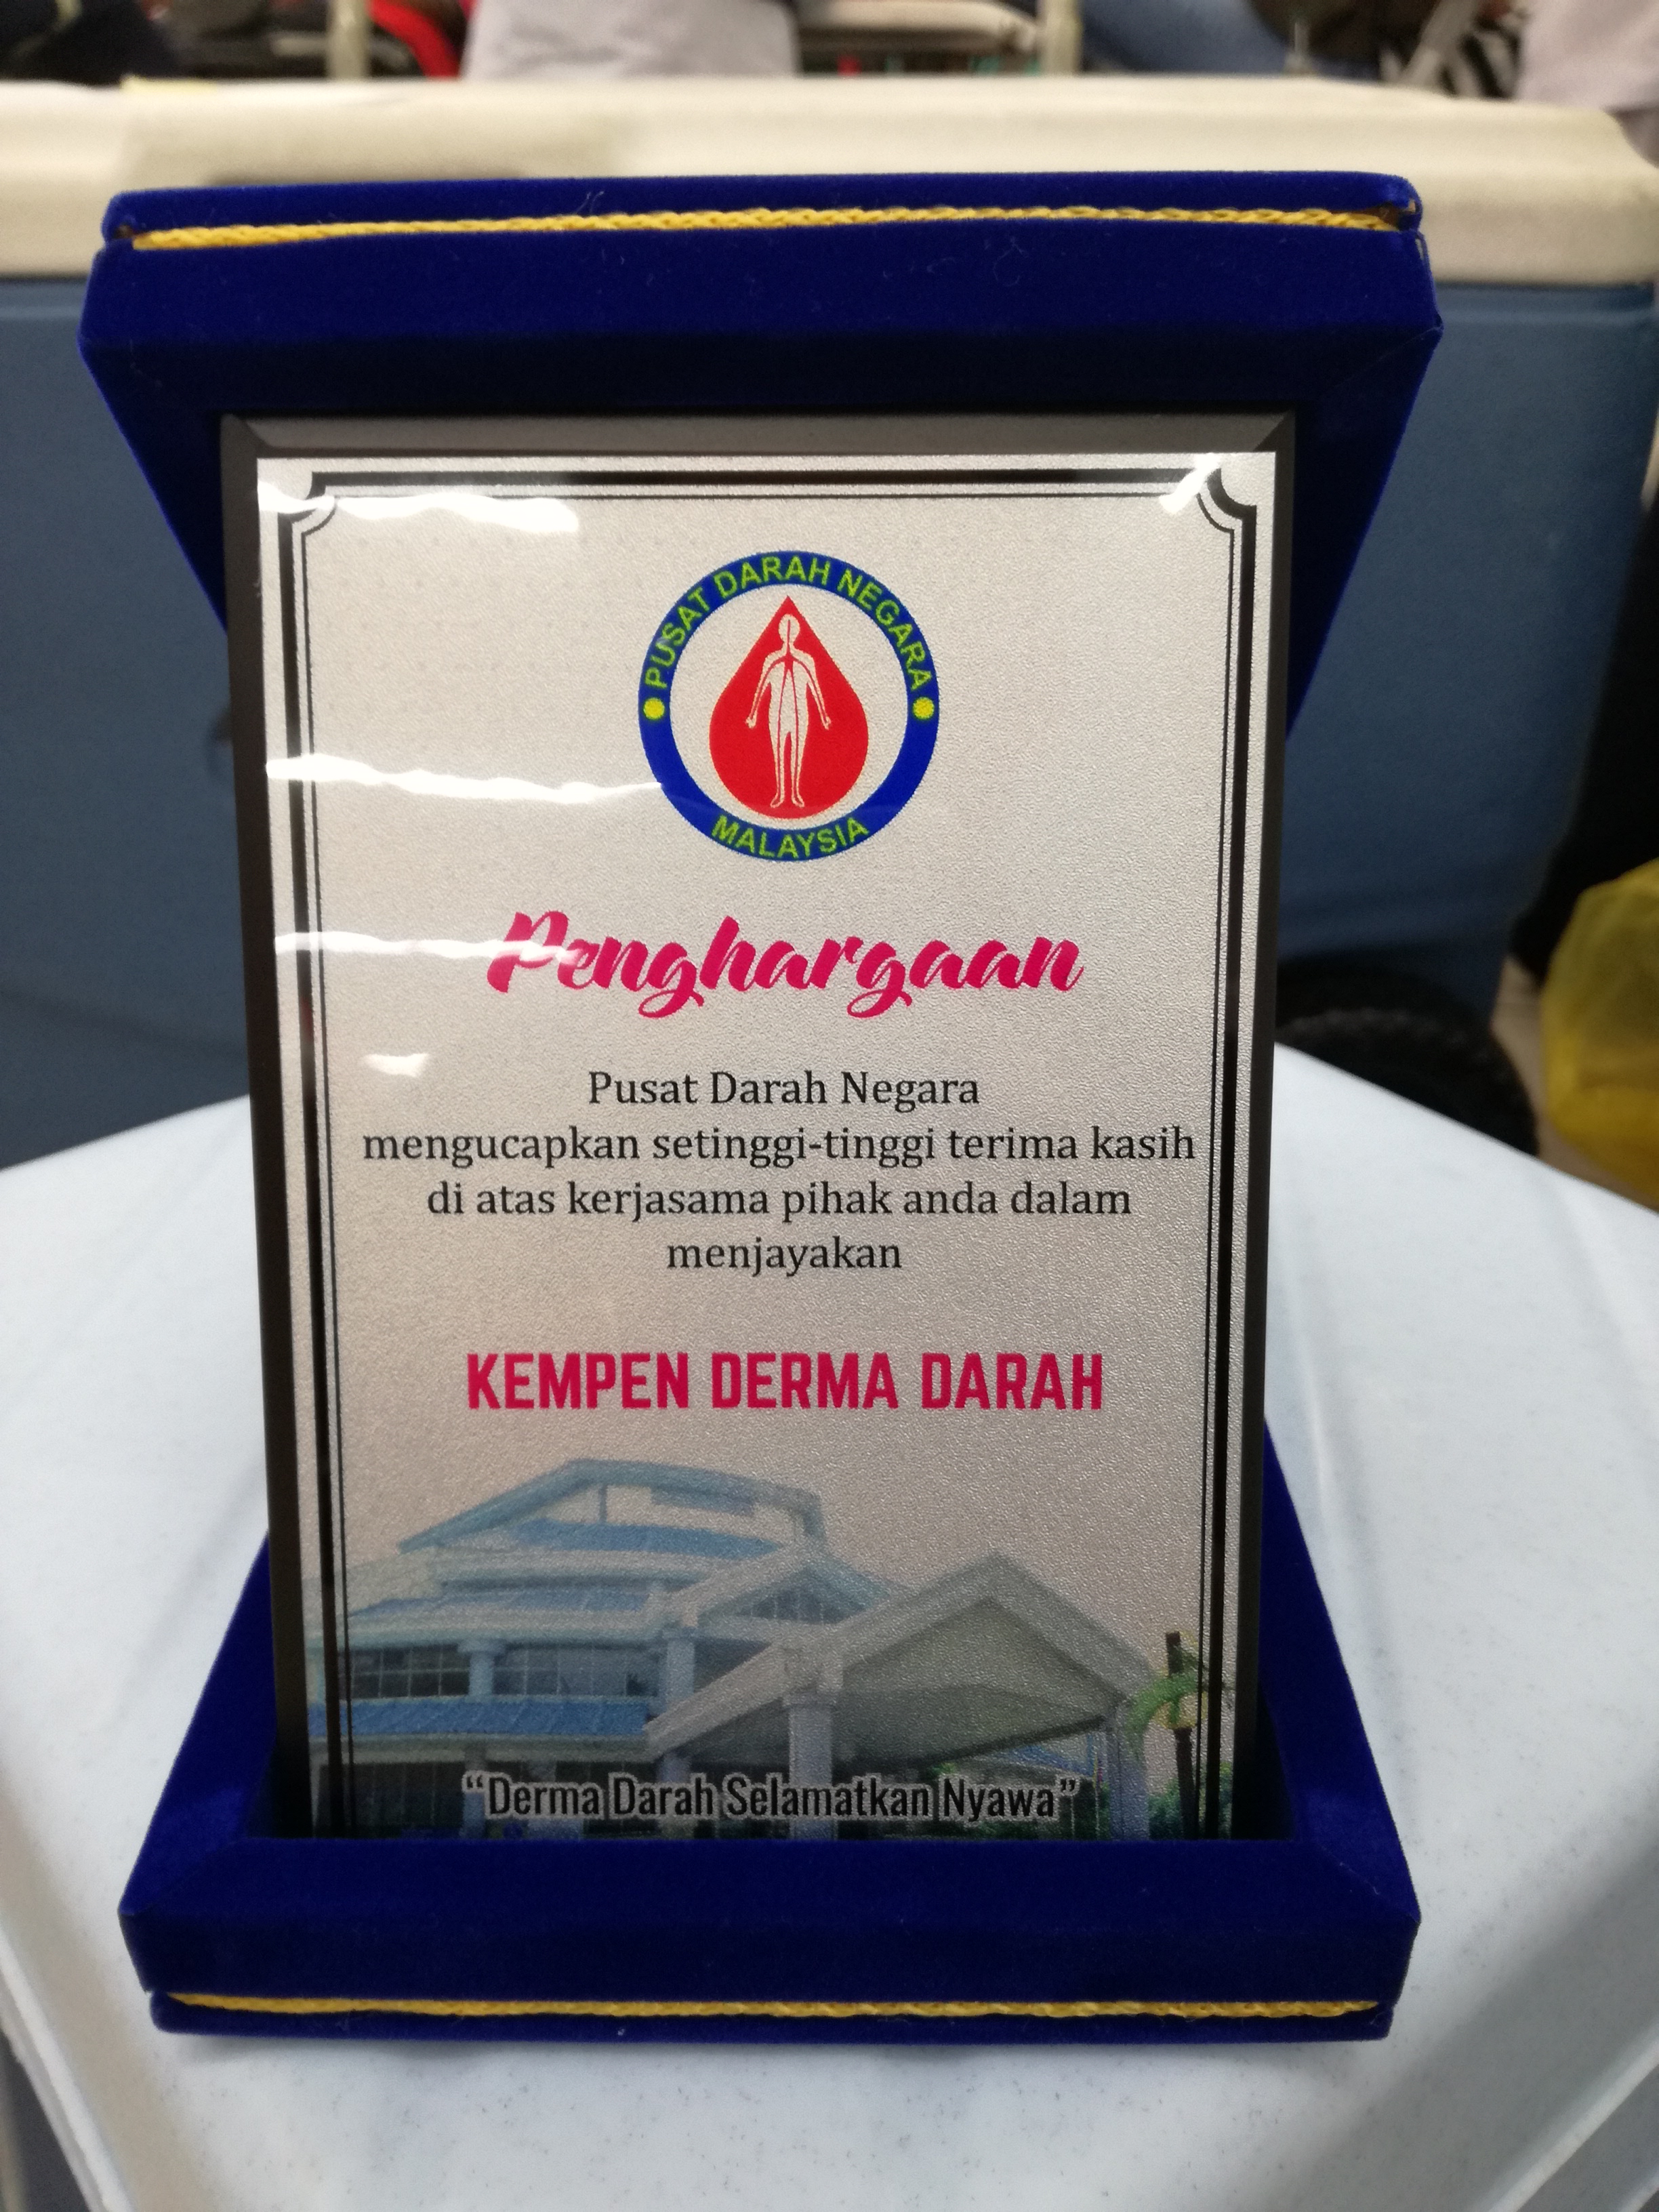 PUSAT DARAH NEGARA
MALAYSIA
Penghargaan
Pusat Darah Negara
mengucapkan setinggi-tinggi terima kasih
di atas kerjasama pihak anda dalam
menjayakan
KEMPEN DERMA DARAH
“Derma Darah Selamatkan Nyawa”